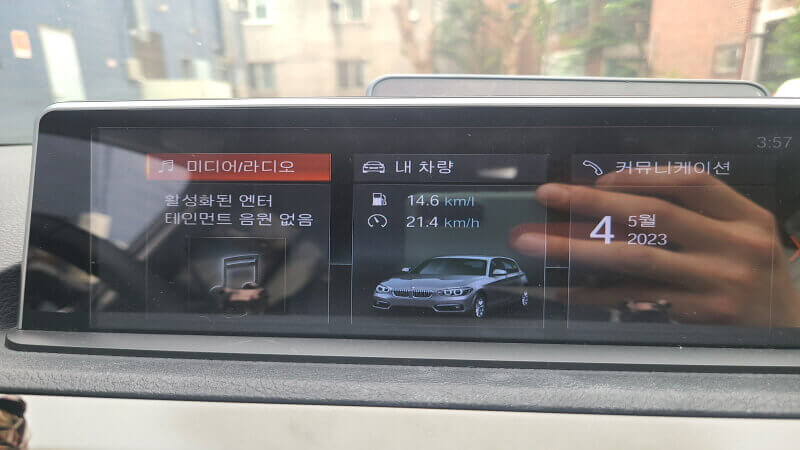 3:57
미디어/라디오
활성화된 엔터
테인먼트 음원 없음
내 차량
14.6 km/l
21.4 km/h
커뮤니케이션
4
5월
2023